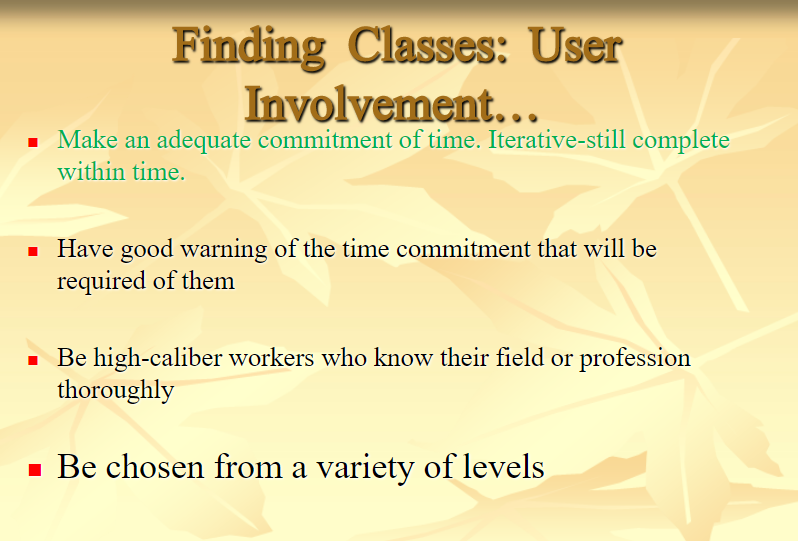 Finding Classes: User
Involvement…
Make an adequate commitment of time. Iterative-still complete
within time.
Have good warning of the time commitment that will be
required of them
Be high-caliber workers who know their field or profession
thoroughly
Be chosen from a variety of levels